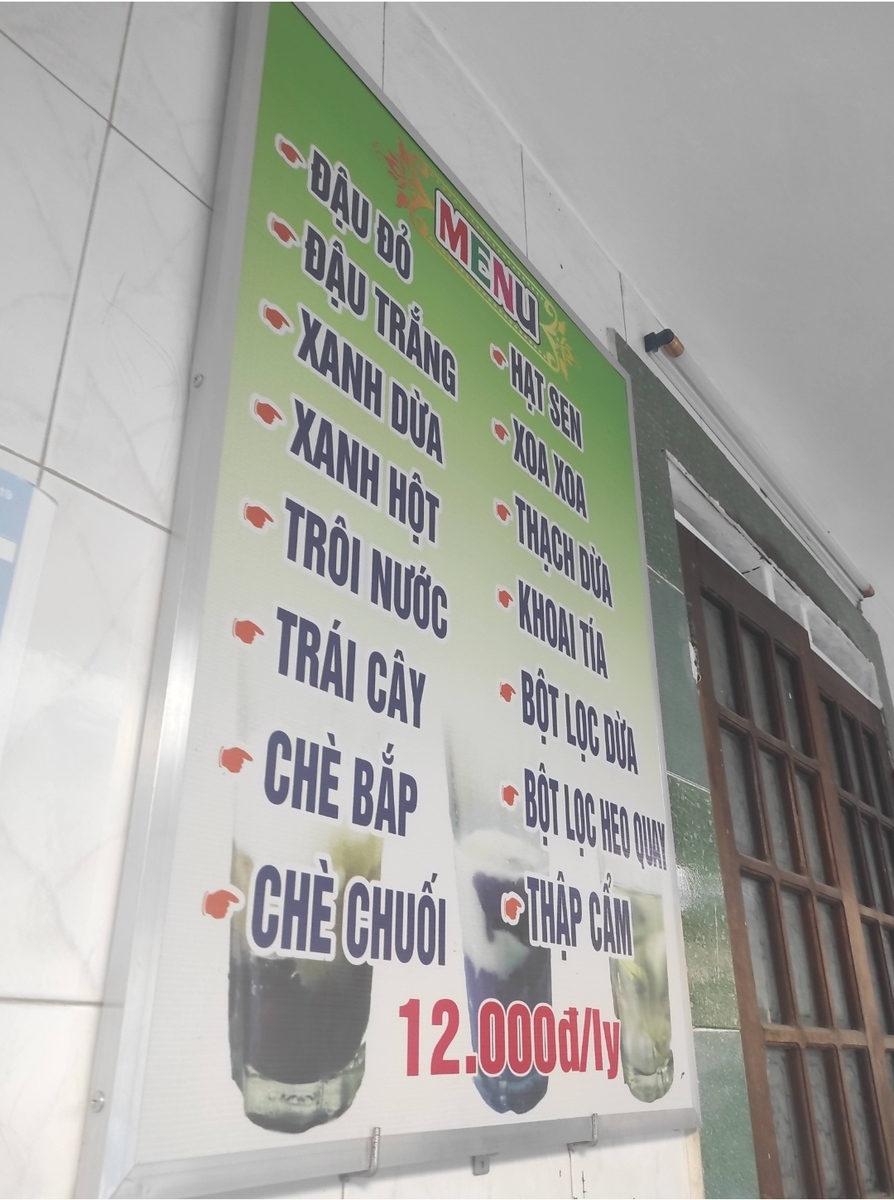 MENU
ĐẬU ĐỎ
ĐẬU TRẮNG
XANH DỪA
XANH HỘT
TRÔI NƯỚC
TRÁI CÂY
CHÈ BẮP
CHÈ CHUỐI
HẠT SEN
XOA XOA
THẠCH DỪA
KHOAI TÍA
BỘT LỌC DỪA
BỘT LỌC HEO QUAY
THẬP CẨM
12.000đ/ly